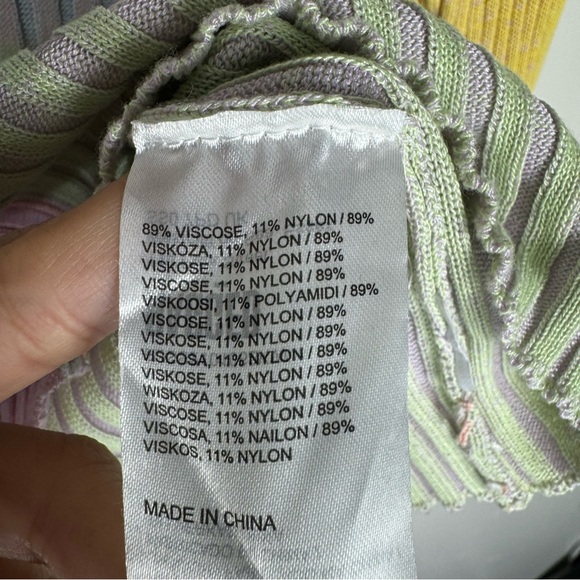 89% VISCOSE, 11% NYLON / 89%
VISKÓZA, 11% NYLON / 89%
VISKOSE, 11% NYLON / 89%
VISCOSE, 11% NYLON / 89%
VISKOOSI, 11% POLYAMIDI / 89%
VISCOSE, 11% NYLON / 89%
VISKOSE, 11% NYLON / 89%
VISCOSA, 11% NYLON / 89%
VISKOSE, 11% NYLON / 89%
WISKOZA, 11% NYLON / 89%
VISCOSE, 11% NYLON / 89%
VISCOSA, 11% NAILON / 89%
VISKOS, 11% NYLON
MADE IN CHINA